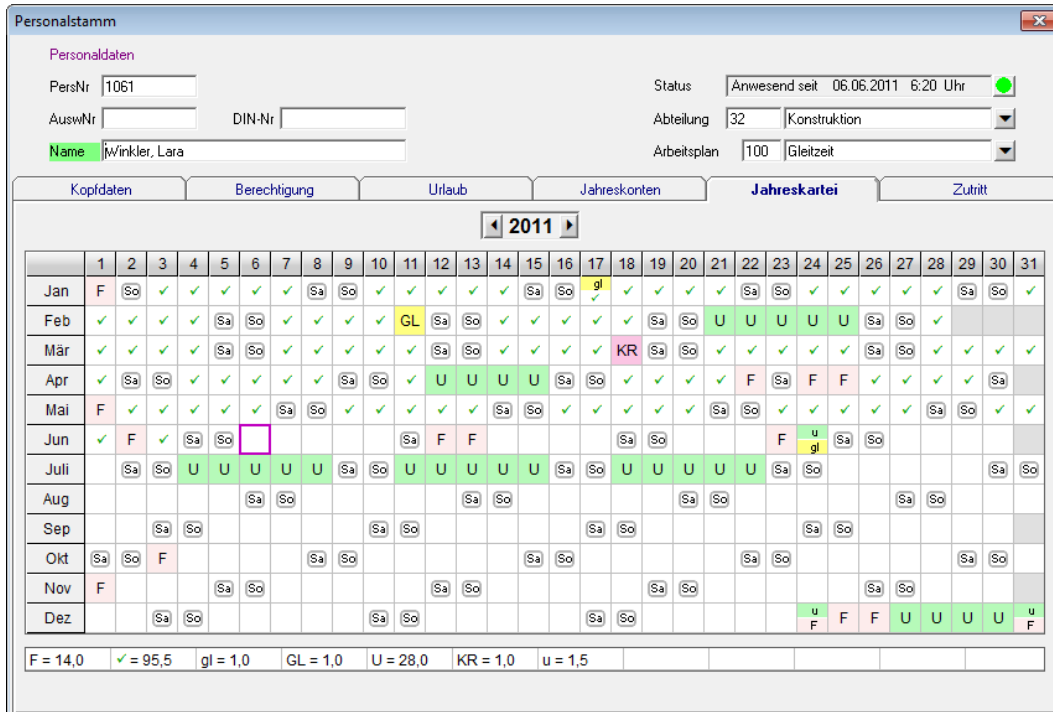 Personalstamm
Personaldaten
PersNr 1061 Status Anwesend seit 06.06.2011 6:20 Uhr
AuswNr DIN-Nr Abteilung 32 Konstruktion
Name Winkler, Lara Arbeitsplan 100 Gleitzeit
Kopfdaten Berechtigung Urlaub Jahreskonten Jahreskartei Zutritt
2011
1 2 3 4 5 6 7 8 9 10 11 12 13 14 15 16 17 18 19 20 21 22 23 24 25 26 27 28 29 30 31
Jan F So ✓ ✓ ✓ ✓ ✓ Sa So ✓ ✓ ✓ ✓ ✓ Sa So gl ✓ ✓ ✓ ✓ ✓ Sa So ✓ ✓ ✓ ✓ ✓ Sa So ✓
Feb ✓ ✓ ✓ ✓ Sa So ✓ ✓ ✓ ✓ GL Sa So ✓ ✓ ✓ ✓ ✓ Sa So U U U U U Sa So ✓
Mär ✓ ✓ ✓ ✓ Sa So ✓ ✓ ✓ ✓ ✓ Sa So ✓ ✓ ✓ ✓ KR Sa So ✓ ✓ ✓ ✓ ✓ Sa So ✓ ✓ ✓ ✓
Apr ✓ Sa So ✓ ✓ ✓ ✓ ✓ Sa So ✓ U U U U Sa So ✓ ✓ ✓ ✓ F Sa F F ✓ ✓ ✓ ✓ Sa
Mai F ✓ ✓ ✓ ✓ ✓ Sa So ✓ ✓ ✓ ✓ ✓ Sa So ✓ ✓ ✓ ✓ ✓ Sa So ✓ ✓ ✓ ✓ ✓ Sa So ✓ ✓
Jun ✓ F ✓ Sa So Sa F F Sa So F u gl Sa So
Juli Sa So U U U U U Sa So U U U U U Sa So U U U U U Sa So Sa So
Aug Sa So Sa So Sa So Sa So
Sep Sa So Sa So Sa So Sa So
Okt Sa So F Sa So Sa So Sa So Sa So
Nov F Sa So Sa So Sa So Sa So
Dez Sa So Sa So Sa So u F F F U U U U u F
F = 14,0 ✓ = 95,5 gl = 1,0 GL = 1,0 U = 28,0 KR = 1,0 u = 1,5